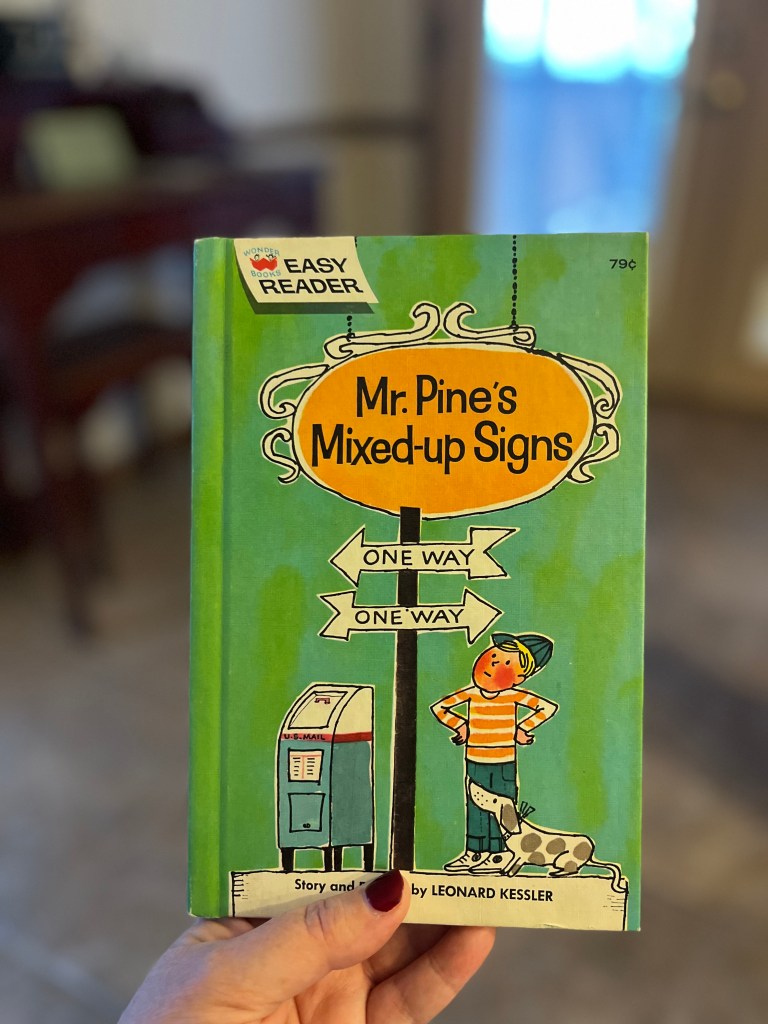 WONDER
BOOKS
EASY
READER
79¢
Mr. Pine's
Mixed-up Signs
ONE WAY
ONE WAY
U.S. MAIL
Story and by LEONARD KESSLER